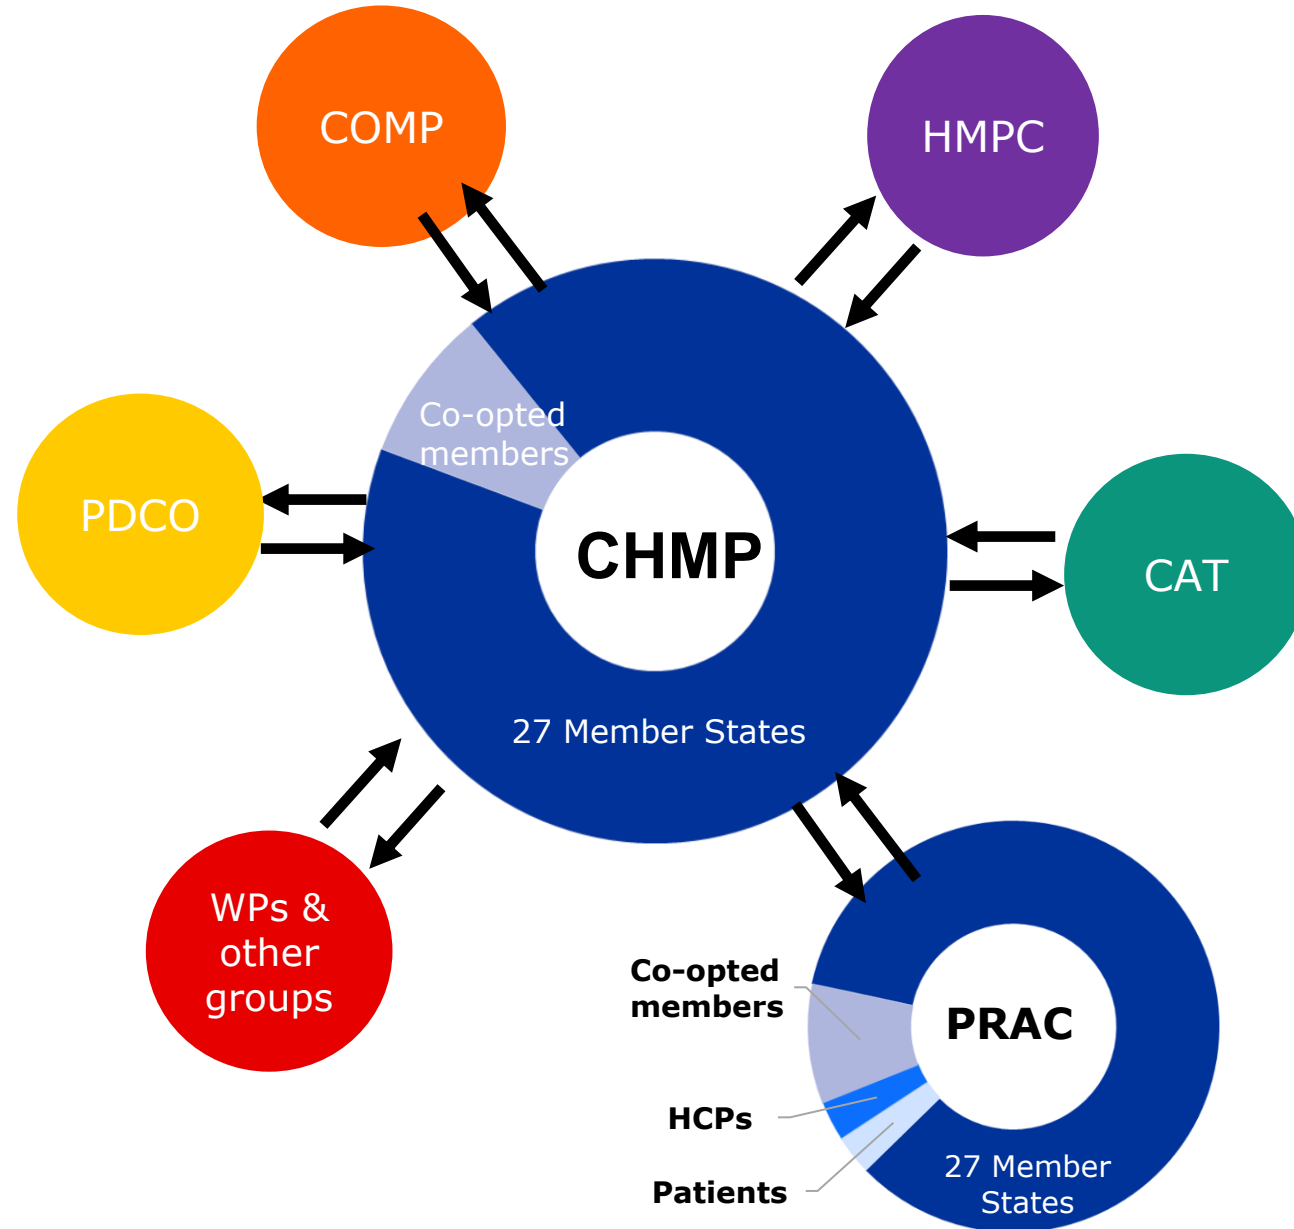 COMP
HMPC
Co-opted
members
PDCO
CHMP
CAT
27 Member States
WPs &
other
groups
Co-opted
members
PRAC
HCPs
Patients
27 Member
States